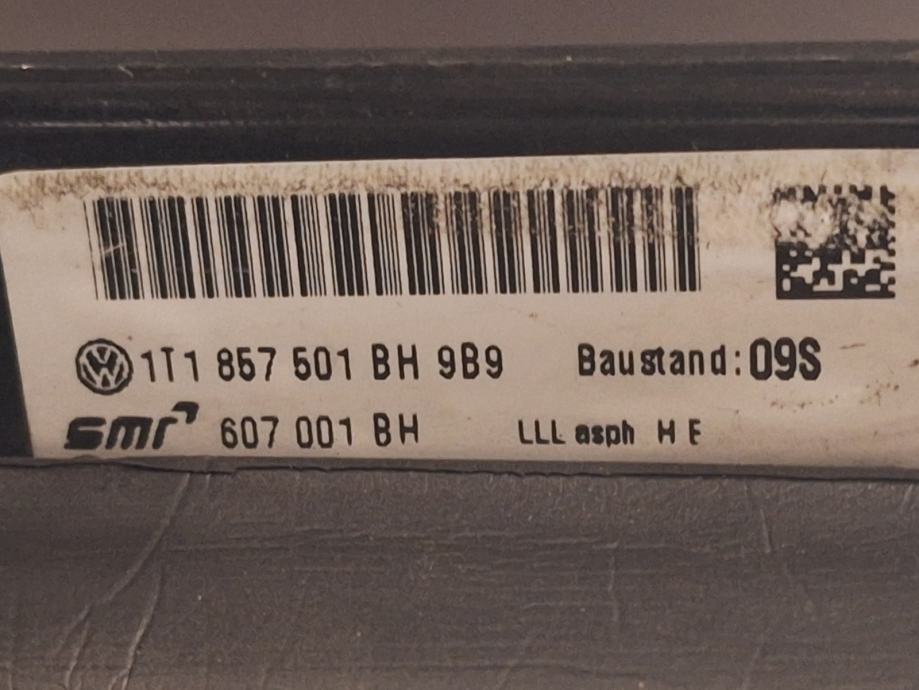 1T1 857 501 BH 9B9 Baustand: 09S
smr 607 001 BH LLL asph H E